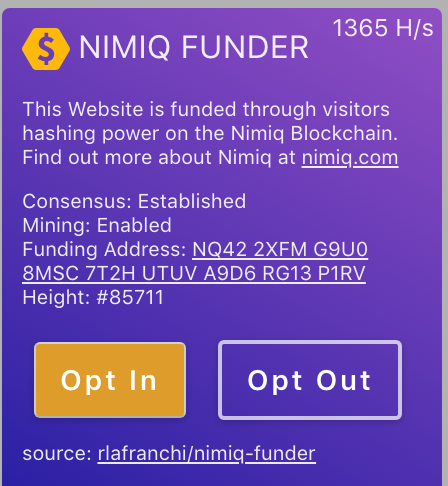 1365 H/s
$ NIMIQ FUNDER
This Website is funded through visitors
hashing power on the Nimiq Blockchain.
Find out more about Nimiq at nimiq.com
Consensus: Established
Mining: Enabled
Funding Address: NQ42 2XFM G9U0
8MSC 7T2H UTUV A9D6 RG13 P1RV
Height: #85711
Opt In Opt Out
source: rlafranchi/nimiq-funder